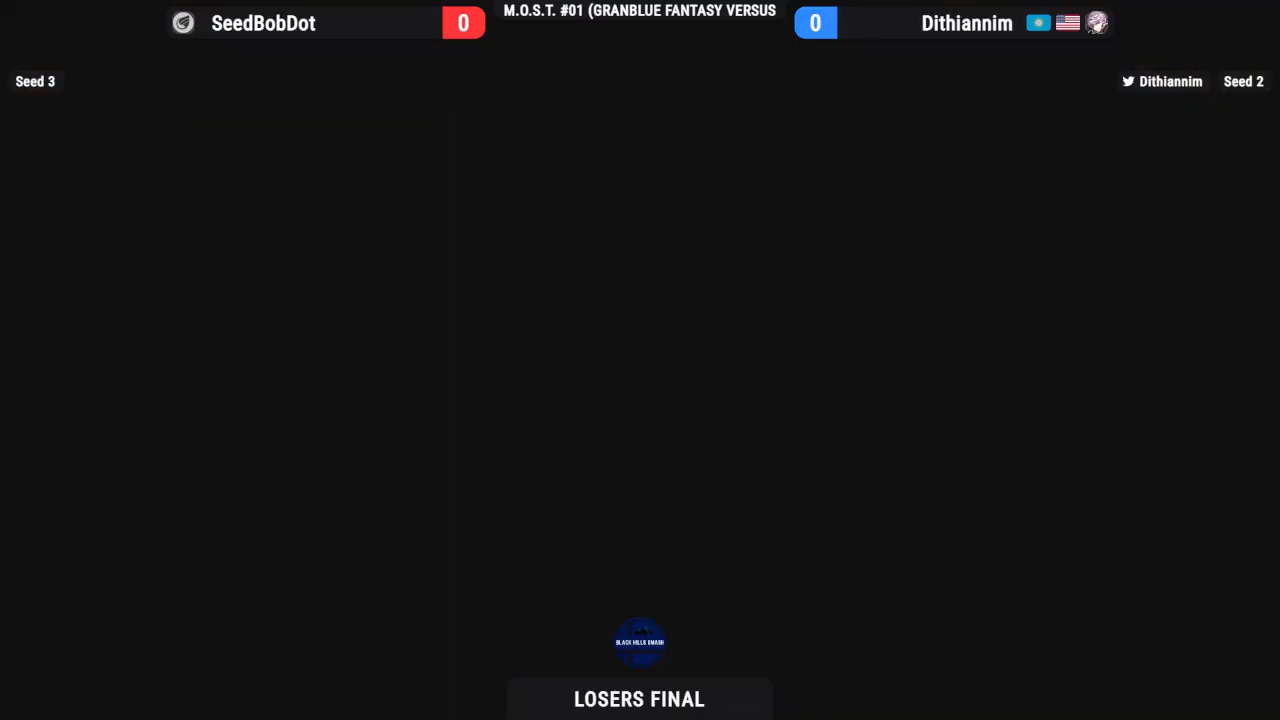 SeedBobDot
0
M.O.S.T. #01 (GRANBLUE FANTASY VERSUS
0
Dithiannim
Seed 3
Dithiannim
Seed 2
BLACK HILLS SMASH
LOSERS FINAL